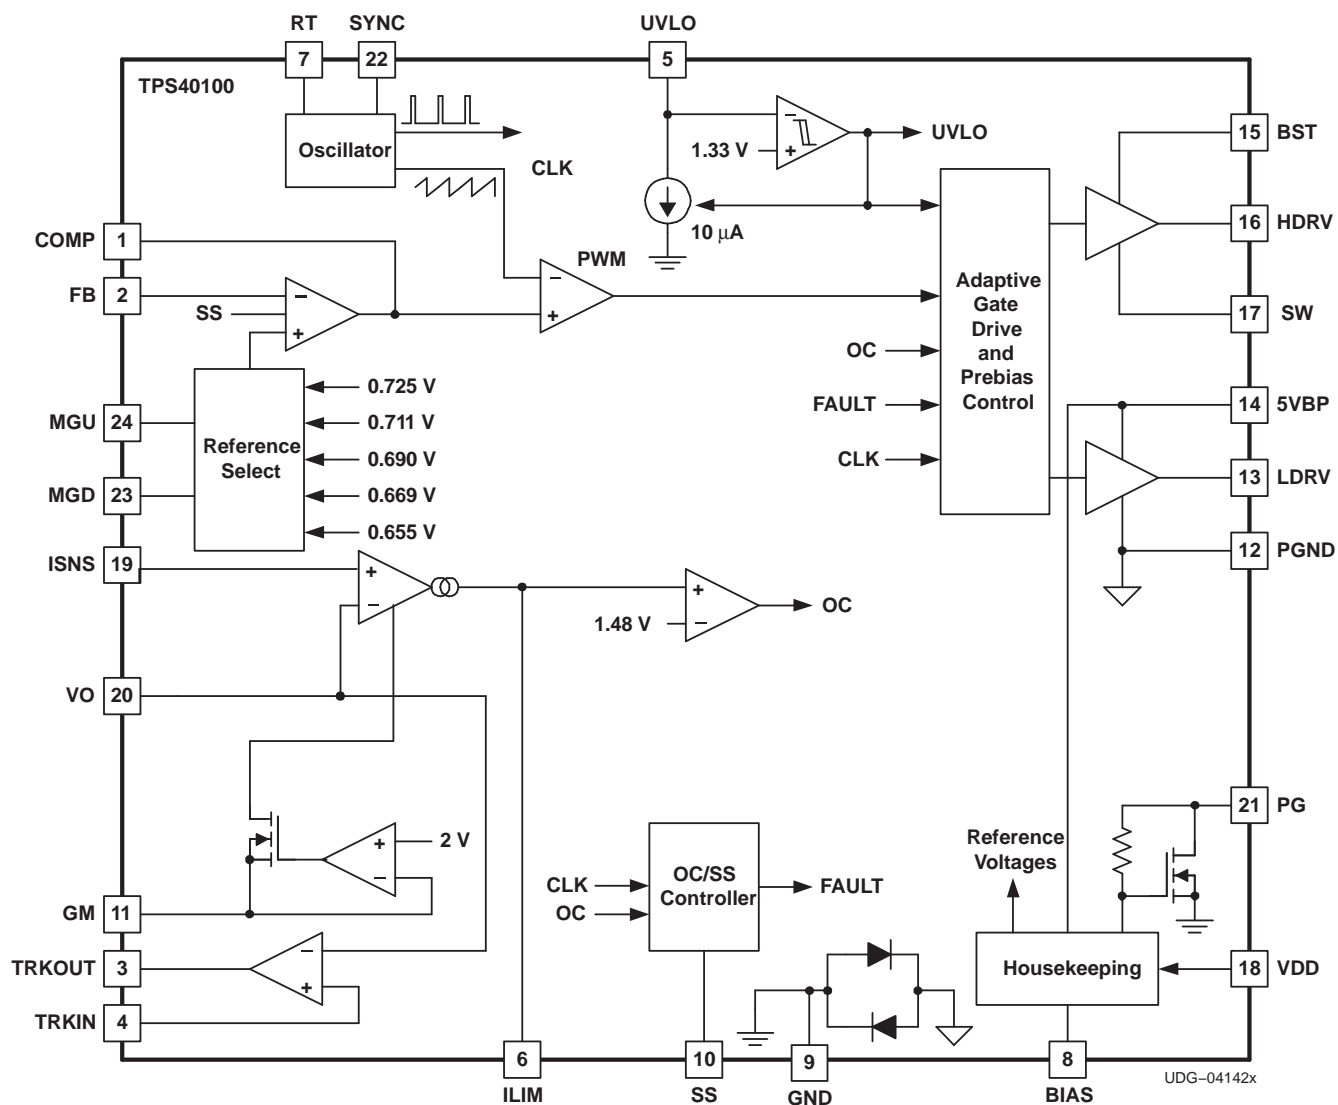 RT SYNC UVLO
7 22 5
TPS40100
Oscillator
CLK
1.33 V
−
+
UVLO
10 μA
15 BST
16 HDRV
17 SW
COMP 1
FB 2
SS
−
+
PWM
−
+
Adaptive
Gate
Drive
and
Prebias
Control
OC
FAULT
CLK
14 5VBP
13 LDRV
12 PGND
MGU 24
MGD 23
Reference
Select
0.725 V
0.711 V
0.690 V
0.669 V
0.655 V
ISNS 19
+
−
+
−
1.48 V
OC
VO 20
+
−
2 V
GM 11
TRKOUT 3
TRKIN 4
−
+
CLK
OC
OC/SS
Controller
FAULT
Reference
Voltages
21 PG
Housekeeping
18 VDD
6 10 9 8
ILIM SS GND BIAS
UDG–04142x